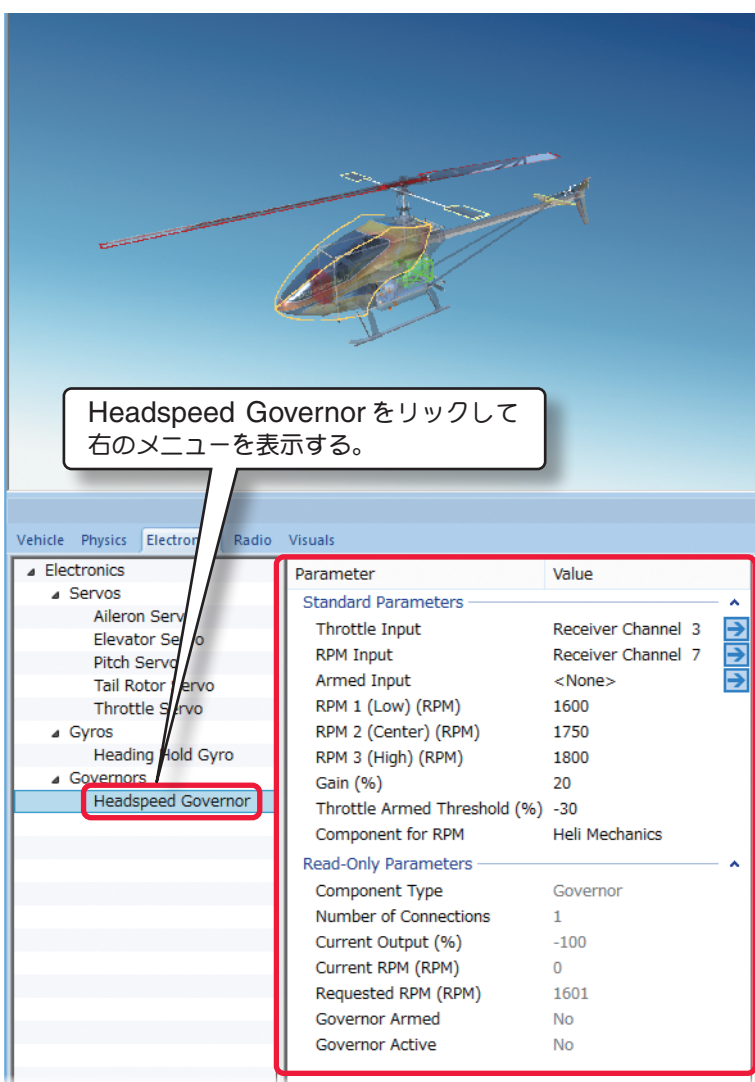 Headspeed Governorをリックして
右のメニューを表示する。
Vehicle Physics Electron Radio Visuals
Electronics
Servos
Aileron Serv
Elevator Se vo
Pitch Servo
Tail Rotor Servo
Throttle Servo
Gyros
Heading Hold Gyro
Governors
Headspeed Governor
Parameter Value
Standard Parameters
Throttle Input Receiver Channel 3
RPM Input Receiver Channel 7
Armed Input <None>
RPM 1 (Low) (RPM) 1600
RPM 2 (Center) (RPM) 1750
RPM 3 (High) (RPM) 1800
Gain (%) 20
Throttle Armed Threshold (%) -30
Component for RPM Heli Mechanics
Read-Only Parameters
Component Type Governor
Number of Connections 1
Current Output (%) -100
Current RPM (RPM) 0
Requested RPM (RPM) 1601
Governor Armed No
Governor Active No